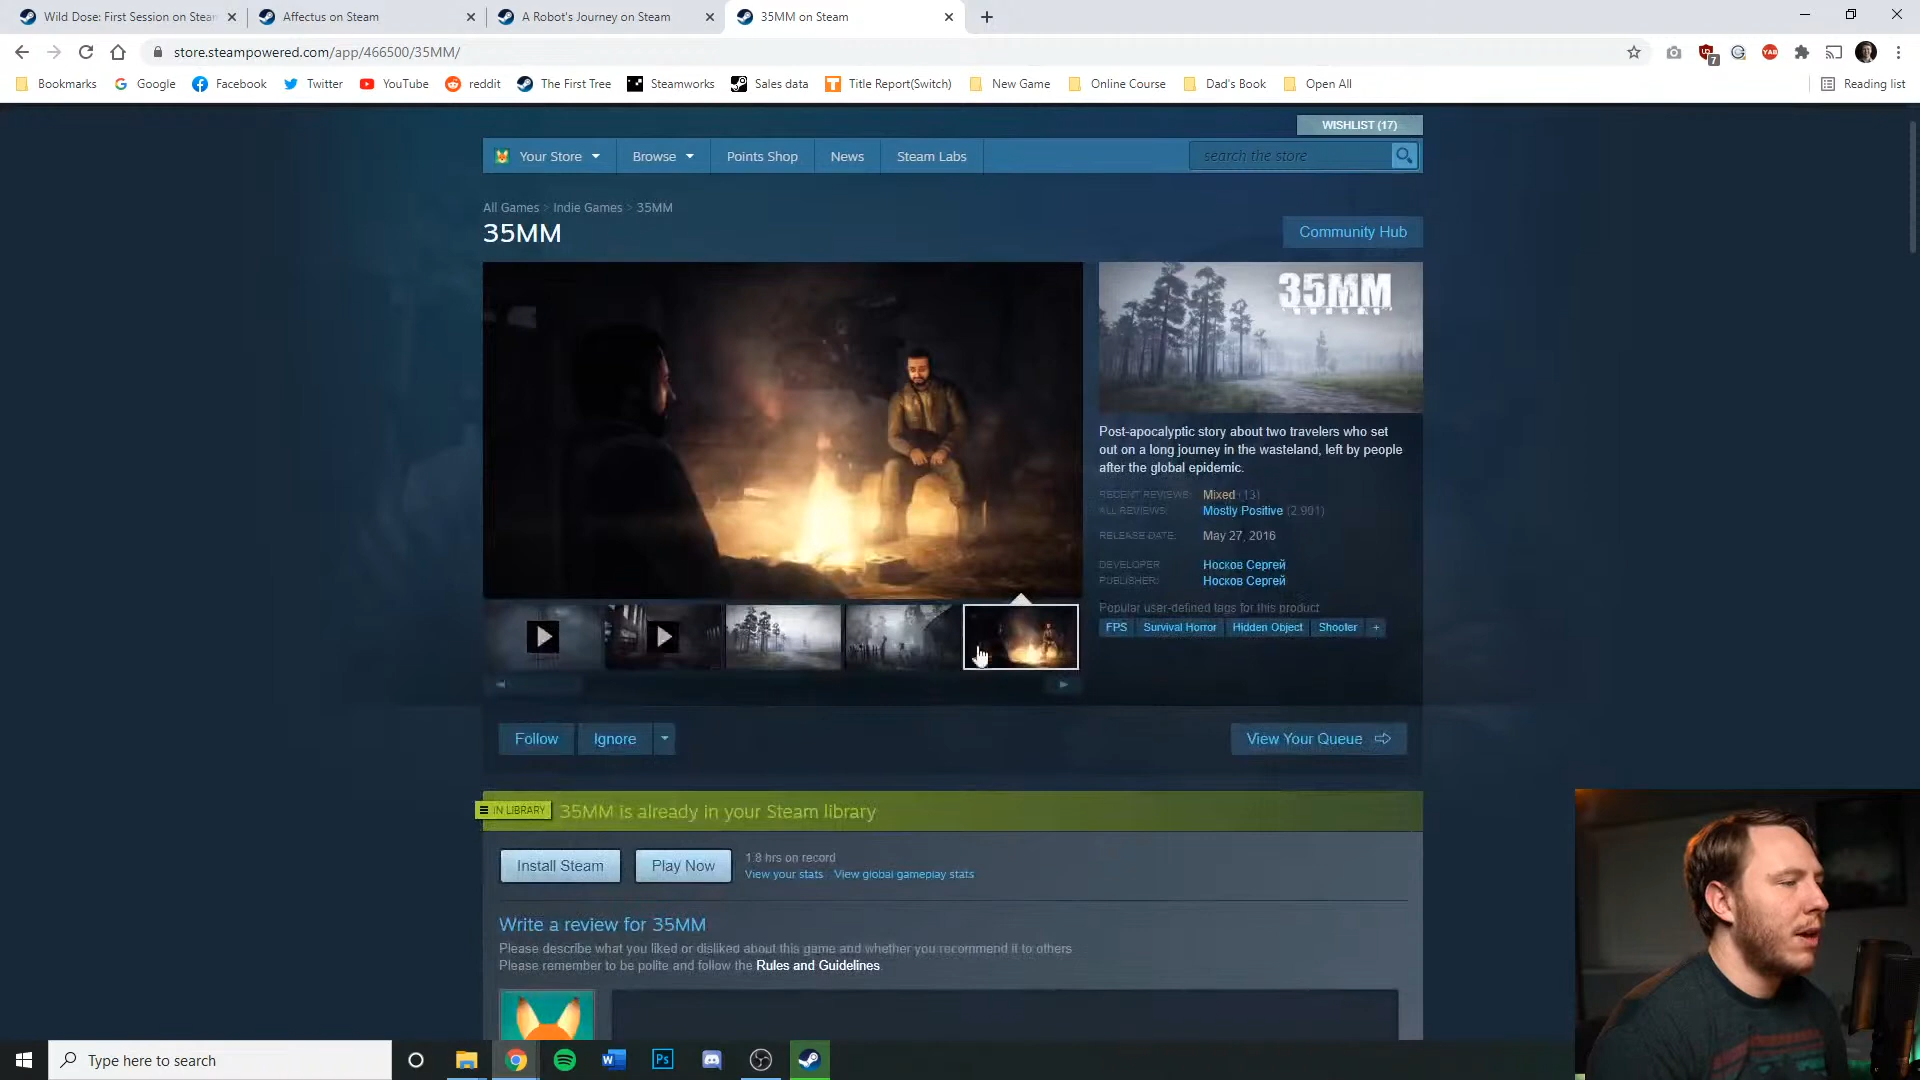 Wild Dose: First Session on Stean
Affectus on Steam
A Robot's Journey on Steam
35MM on Steam
store.steampowered.com/app/466500/35MM/
7
Bookmarks
Google
Facebook
Twitter
YouTube
reddit
The First Tree
Steamworks
Sales data
Title Report(Switch)
New Game
Online Course
Dad's Book
Open All
Reading list
WISHLIST (17)
Your Store
Browse
Points Shop
News
Steam Labs
search the store
All Games > Indie Games > 35MM
35MM
Community Hub
35MM
Post-apocalyptic story about two travelers who set
out on a long journey in the wasteland, left by people
after the global epidemic.
RECENT REVIEWS: Mixed (13)
ALL REVIEWS: Mostly Positive (2,901)
RELEASE DATE: May 27, 2016
DEVELOPER: Носков Сергей
PUBLISHER: Носков Сергей
Popular user-defined tags for this product
FPS
Survival Horror
Hidden Object
Shooter
+
Follow
Ignore
View Your Queue
IN LIBRARY
35MM is already in your Steam library
Install Steam
Play Now
1.8 hrs on record
View your stats
View global gameplay stats
Write a review for 35MM
Please describe what you liked or disliked about this game and whether you recommend it to others
Please remember to be polite and follow the Rules and Guidelines
Type here to search
W
Ps